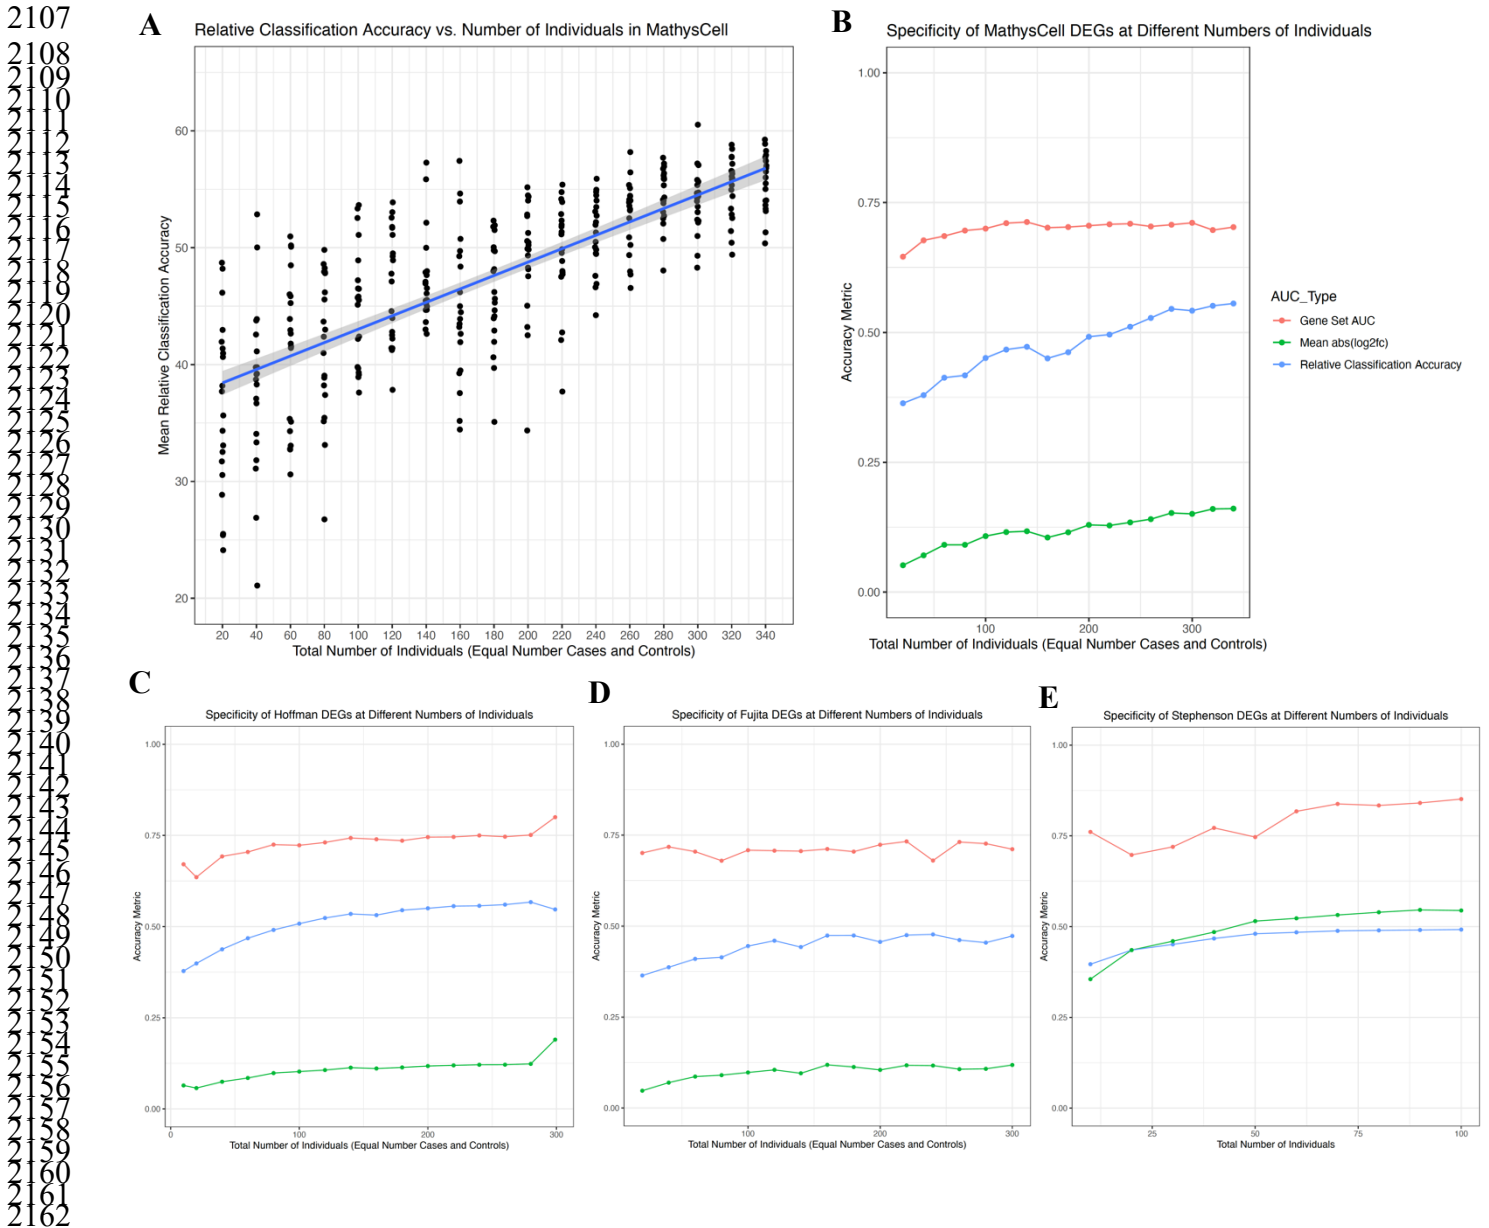 2107
2108
2109
2110
2111
2112
2113
2114
2115
2116
2117
2118
2119
2120
2121
2122
2123
2124
2125
2126
2127
2128
2129
2130
2131
2132
2133
2134
2135
2136
2137
2138
2139
2140
2141
2142
2143
2144
2145
2146
2147
2148
2149
2150
2151
2152
2153
2154
2155
2156
2157
2158
2159
2160
2161
2162
A
Relative Classification Accuracy vs. Number of Individuals in MathysCell
Mean Relative Classification Accuracy
60
50
40
30
20
20 40 60 80 100 120 140 160 180 200 220 240 260 280 300 320 340
Total Number of Individuals (Equal Number Cases and Controls)
B
Specificity of MathysCell DEGs at Different Numbers of Individuals
Accuracy Metric
1.00
0.75
0.50
0.25
0.00
100 200 300
Total Number of Individuals (Equal Number Cases and Controls)
AUC_Type
Gene Set AUC
Mean abs(log2fc)
Relative Classification Accuracy
C
Specificity of Hoffman DEGs at Different Numbers of Individuals
Accuracy Metric
1.00
0.75
0.50
0.25
0.00
0 100 200 300
Total Number of Individuals (Equal Number Cases and Controls)
D
Specificity of Fujita DEGs at Different Numbers of Individuals
Accuracy Metric
1.00
0.75
0.50
0.25
0.00
100 200 300
Total Number of Individuals (Equal Number Cases and Controls)
E
Specificity of Stephenson DEGs at Different Numbers of Individuals
Accuracy Metric
1.00
0.75
0.50
0.25
0.00
25 50 75 100
Total Number of Individuals